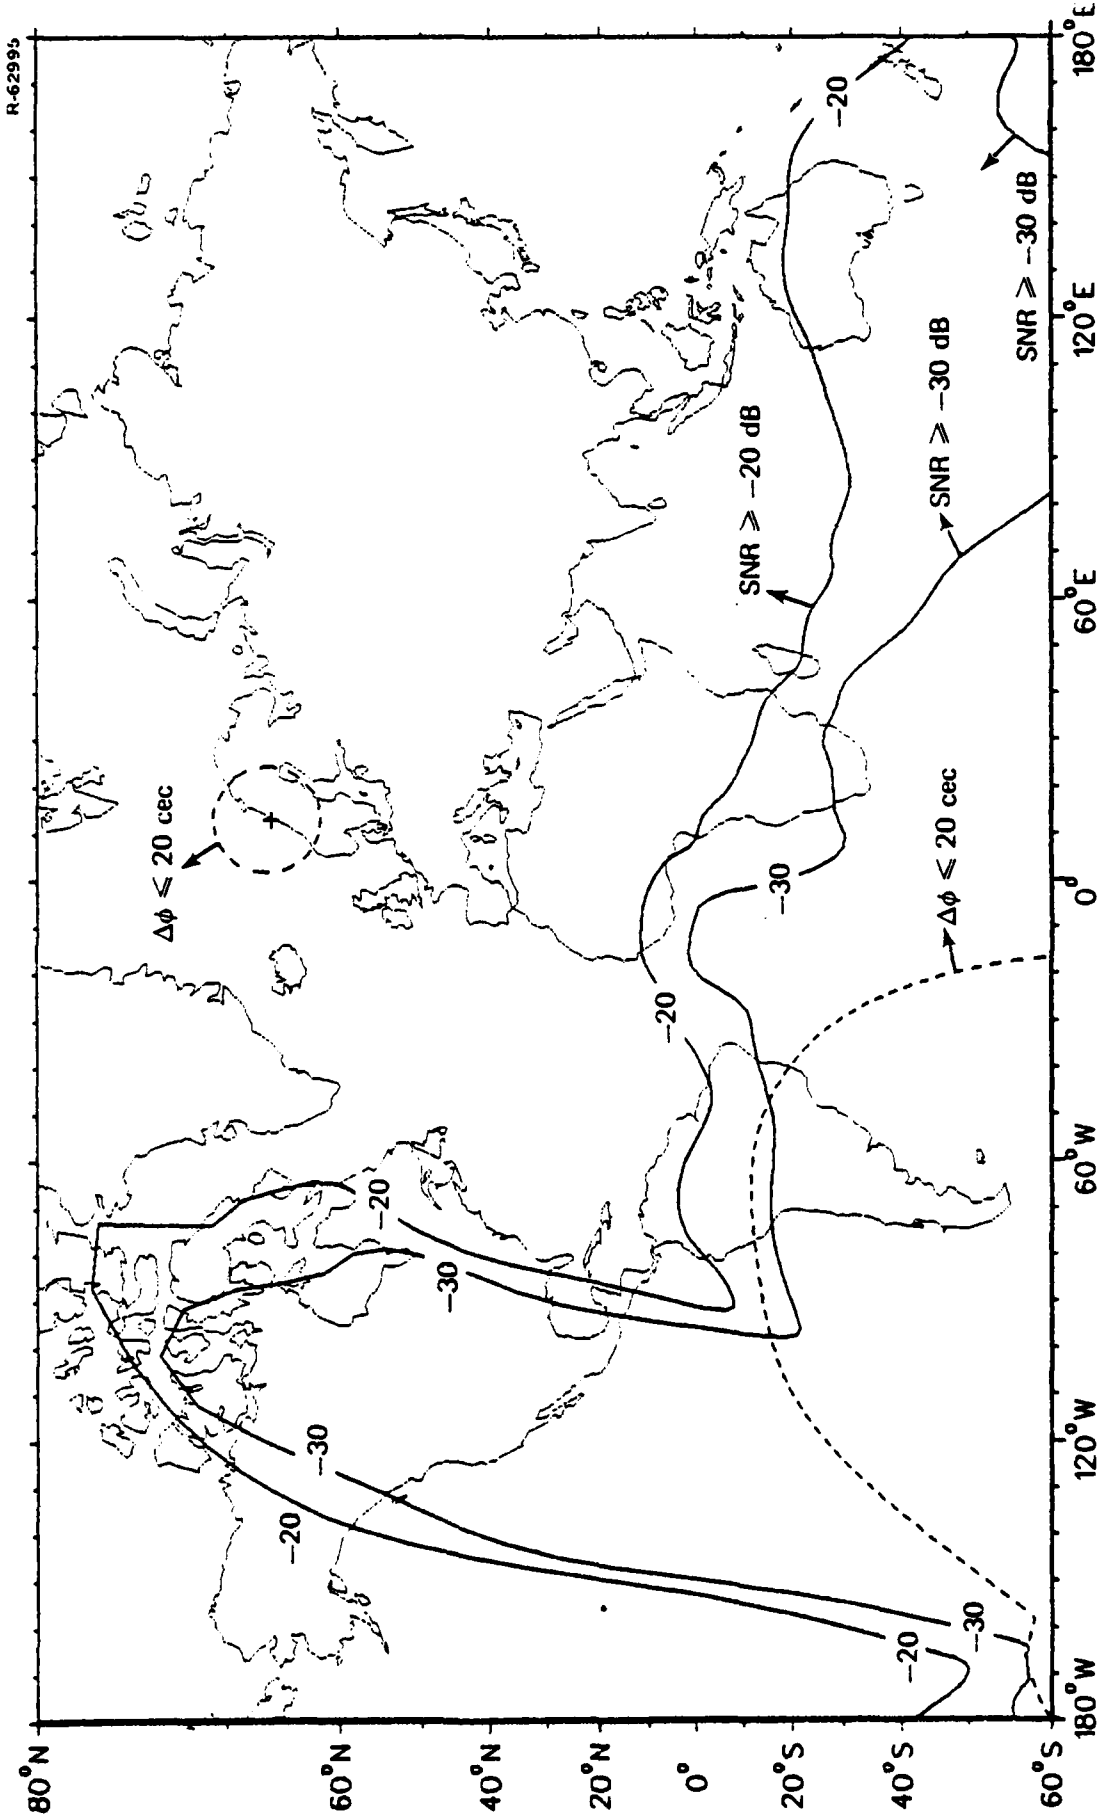 R-62995
80°N
60°N
40°N
20°N
0°
20°S
40°S
60°S
180°W
120°W
60°W
0°
60°E
120°E
180°E
Δφ ⩽ 20 cec
-20
-30
-30
-20
-20
-30
-20
-30
-20
SNR ⩾ -20 dB
SNR ⩾ -30 dB
SNR ⩾ -30 dB
Δφ ⩽ 20 cec